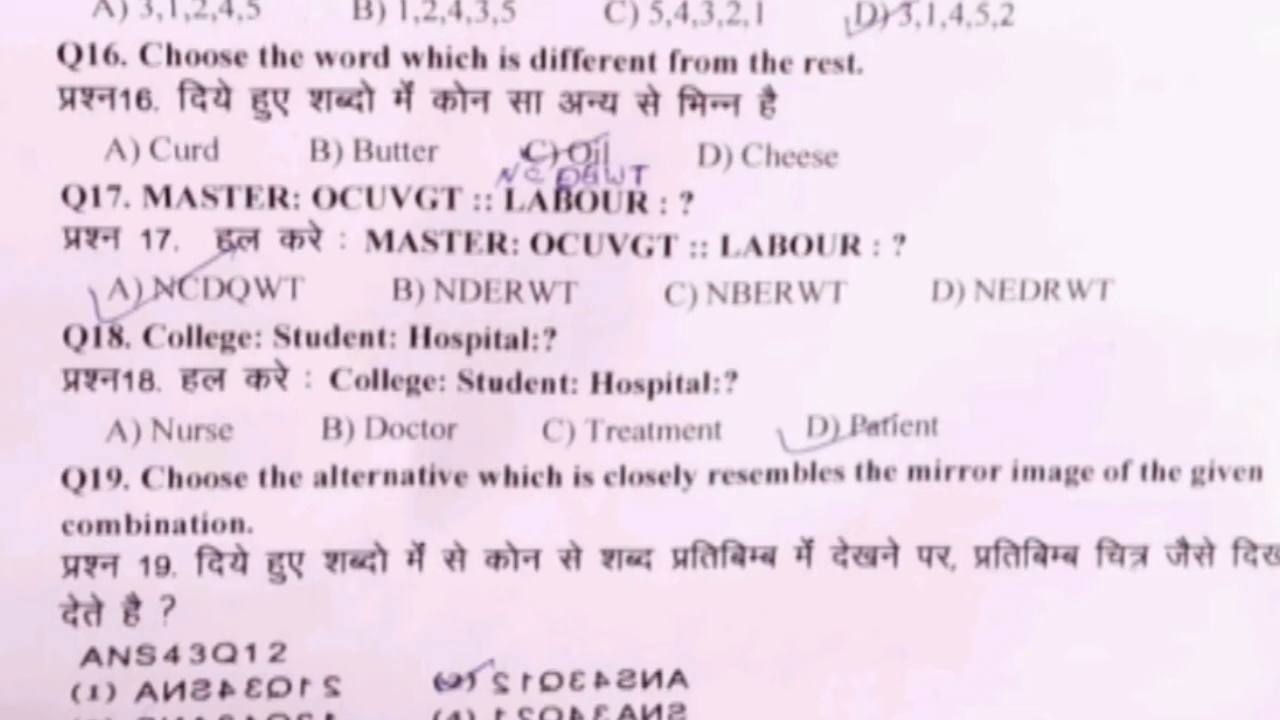 A) 3,1,2,4,5 B) 1,2,4,3,5 C) 5,4,3,2,1 D) 3,1,4,5,2
Q16. Choose the word which is different from the rest.
प्रश्न16. दिये हुए शब्दो में कोन सा अन्य से भिन्न है
A) Curd B) Butter C) Oil D) Cheese
Q17. MASTER: OCUVGT :: LABOUR : ?
प्रश्न 17. हल करे : MASTER: OCUVGT :: LABOUR : ?
A) NCDQWT B) NDERWT C) NBERWT D) NEDRWT
Q18. College: Student: Hospital:?
प्रश्न18. हल करे : College: Student: Hospital:?
A) Nurse B) Doctor C) Treatment D) Patient
Q19. Choose the alternative which is closely resembles the mirror image of the given
combination.
प्रश्न 19. दिये हुए शब्दो में से कोन से शब्द प्रतिबिम्ब में देखने पर, प्रतिबिम्ब चित्र जैसे
देते है ?
ANS43Q12
(1)